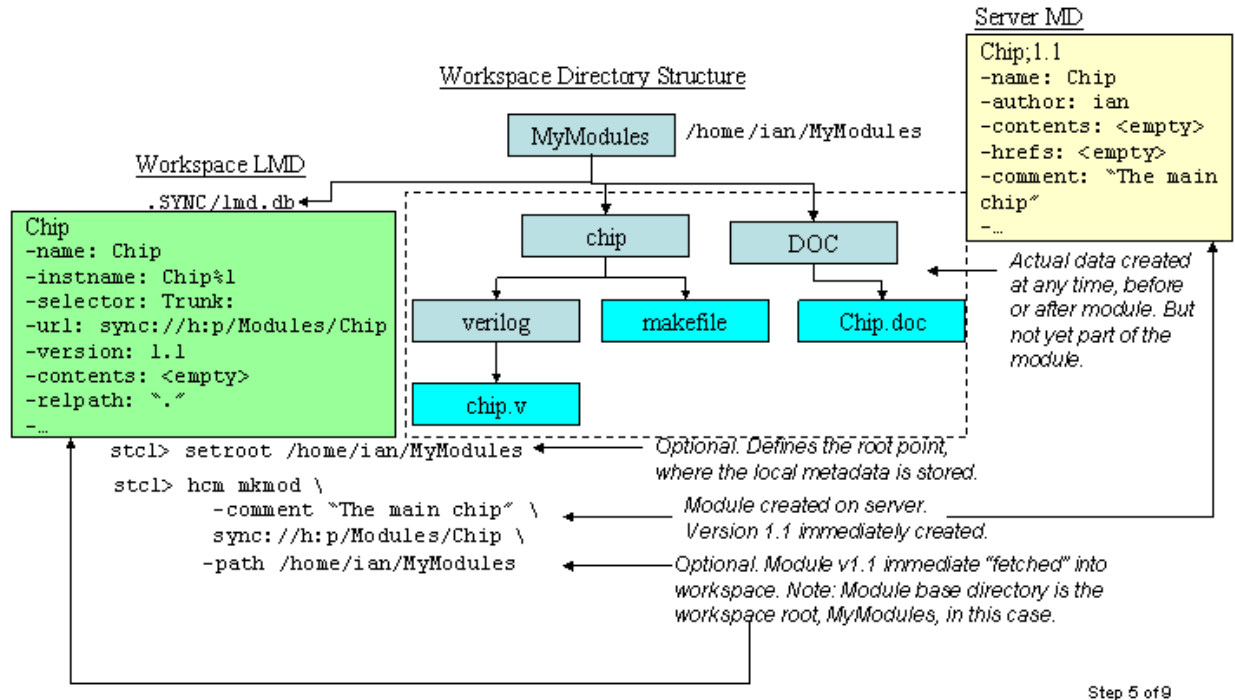 Server MD
Chip;1.1
-name: Chip
-author: ian
-contents: <empty>
-hrefs: <empty>
-comment: "The main
chip"
-…
Workspace Directory Structure
MyModules
/home/ian/MyModules
Workspace LMD
.SYNC/lmd.db
Chip
-name: Chip
-instname: Chip%1
-selector: Trunk:
-url: sync://h:p/Modules/Chip
-version: 1.1
-contents: <empty>
-relpath: "."
-…
chip
DOC
verilog
makefile
Chip.doc
chip.v
Actual data created
at any time, before
or after module. But
not yet part of the
module.
stcl> setroot /home/ian/MyModules
Optional. Defines the root point,
where the local metadata is stored.
stcl> hcm mkmod \
-comment "The main chip" \
sync://h:p/Modules/Chip \
-path /home/ian/MyModules
Module created on server.
Version 1.1 immediately created.
Optional. Module v1.1 immediate "fetched" into
workspace. Note: Module base directory is the
workspace root, MyModules, in this case.
Step 5 of 9